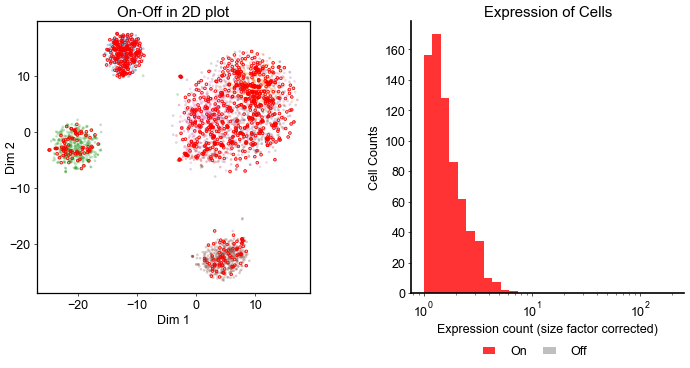 On-Off in 2D plot
10
0
−10
−20
Dim 2
−20
−10
0
10
Dim 1
Expression of Cells
160
140
120
100
80
60
40
20
0
Cell Counts
10^0
10^1
10^2
Expression count (size factor corrected)
On
Off